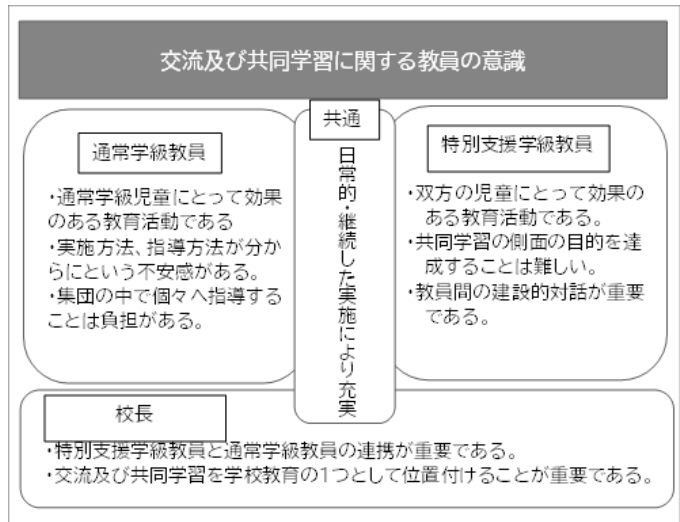 交流及び共同学習に関する教員の意識
通常学級教員
・通常学級児童にとって効果
のある教育活動である
・実施方法、指導方法が分か
らにという不安感がある。
・集団の中で個々へ指導する
ことは負担がある。
共通
日常的・継続した実施により充実
特別支援学級教員
・双方の児童にとって効果の
ある教育活動である。
・共同学習の側面の目的を達
成することは難しい。
・教員間の建設的対話が重要
である。
校長
・特別支援学級教員と通常学級教員の連携が重要である。
・交流及び共同学習を学校教育の1つとして位置付けることが重要である。